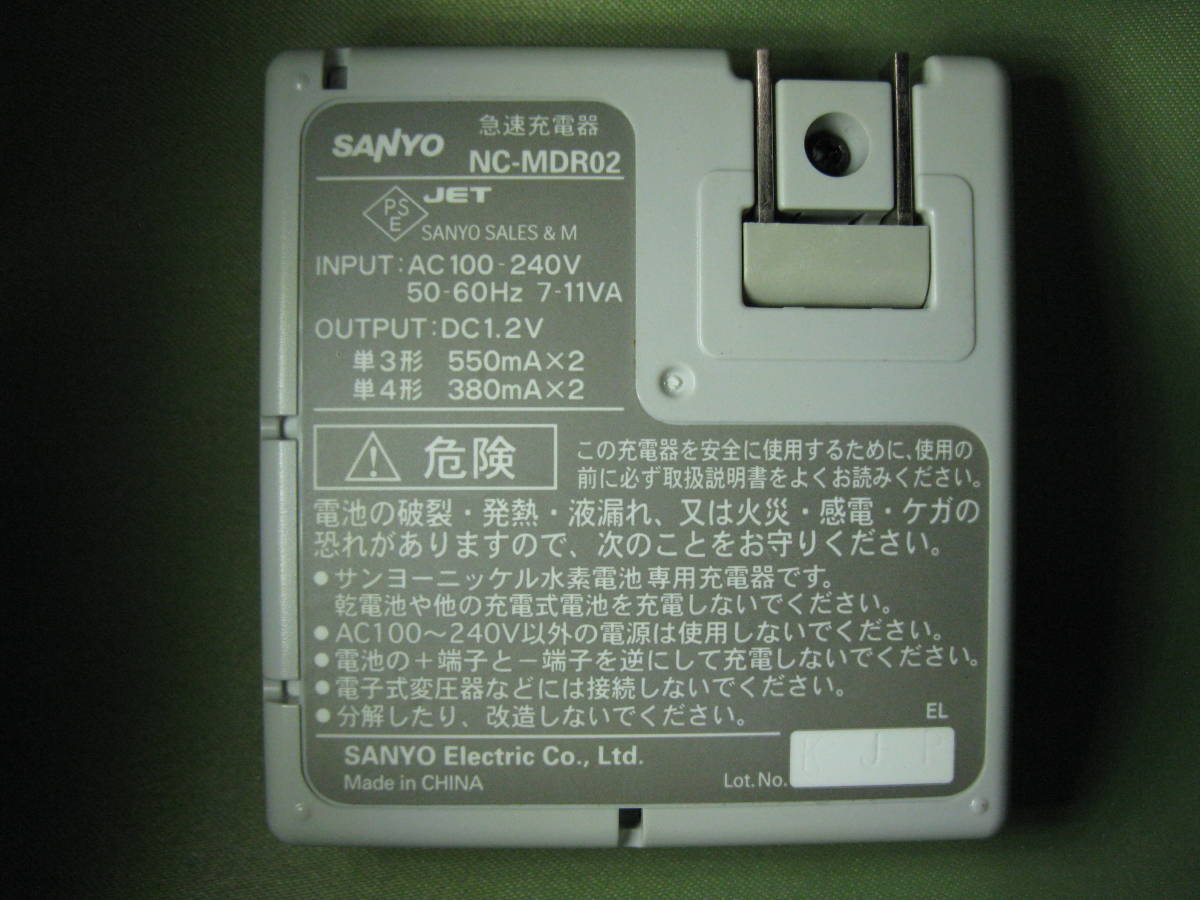 SANYO 急速充電器
NC-MDR02
PSE JET
SANYO SALES & M
INPUT:AC100-240V
50-60Hz 7-11VA
OUTPUT:DC1.2V
単3形 550mA×2
単4形 380mA×2
危険
この充電器を安全に使用するために、使用の
前に必ず取扱説明書をよくお読みください。
電池の破裂・発熱・液漏れ、又は火災・感電・ケガの
恐れがありますので、次のことをお守りください。
●サンヨーニッケル水素電池専用充電器です。
乾電池や他の充電式電池を充電しないでください。
●AC100～240V以外の電源は使用しないでください。
●電池の＋端子と－端子を逆にして充電しないでください。
●電子式変圧器などには接続しないでください。
●分解したり、改造しないでください。
EL
SANYO Electric Co., Ltd.
Made in CHINA
Lot.No. K J P